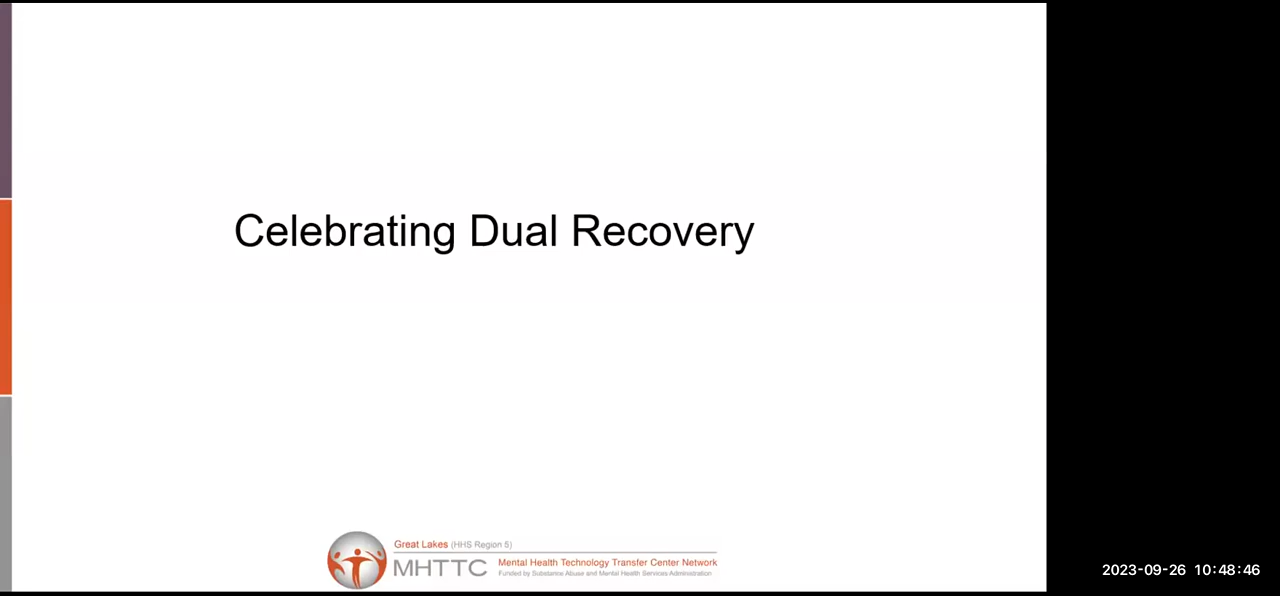 Celebrating Dual Recovery
Great Lakes (HHS Region 5)
MHTTC
Mental Health Technology Transfer Center Network
Funded by Substance Abuse and Mental Health Services Administration
2023-09-26 10:48:46